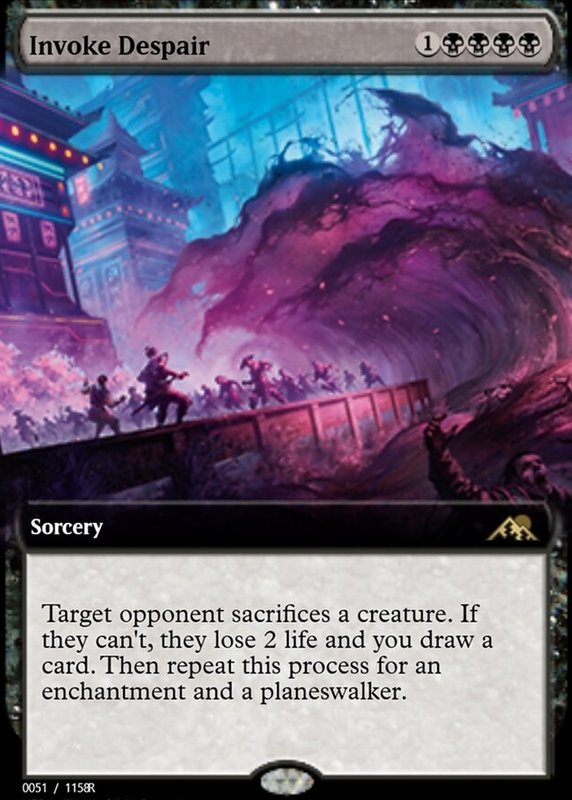 Invoke Despair 1
Sorcery
Target opponent sacrifices a creature. If
they can't, they lose 2 life and you draw a
card. Then repeat this process for an
enchantment and a planeswalker.
0051 / 1158R